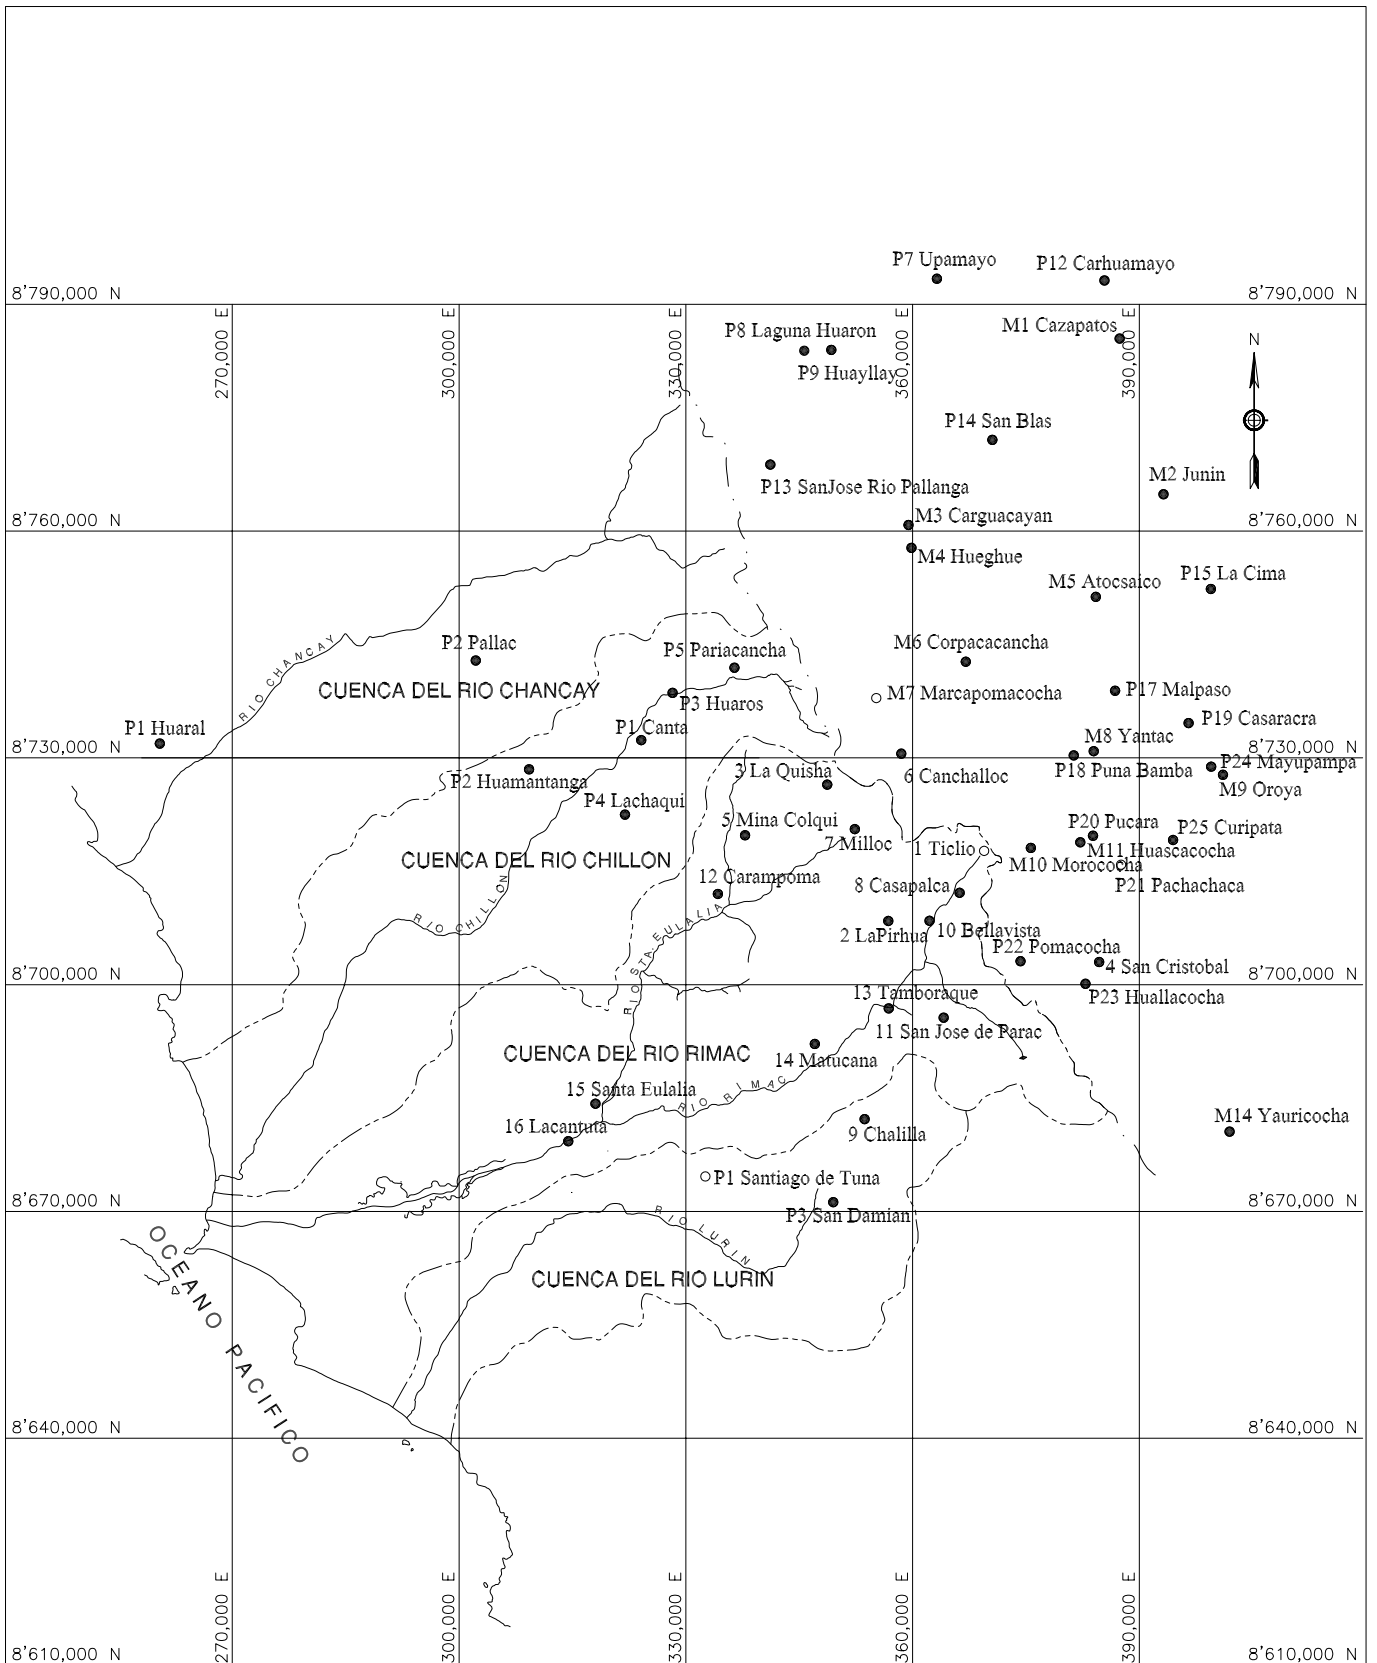 P7 Upamayo
P12 Carhuamayo
8'790,000 N
8'790,000 N
270,000 E
300,000 E
330,000 E
360,000 E
390,000 E
M1 Cazapatos
N
P8 Laguna Huaron
P9 Huayllay
P14 San Blas
P13 SanJose Rio Pallanga
M2 Junin
8'760,000 N
8'760,000 N
M3 Carguacayan
M4 Hueghue
M5 Atocsaico
P15 La Cima
RIO CHANCAY
P2 Pallac
P5 Pariacancha
M6 Corpacacancha
CUENCA DEL RIO CHANCAY
M7 Marcapomacocha
P17 Malpaso
P3 Huaros
P1 Huaral
P1 Canta
P19 Casaracra
M8 Yantac
8'730,000 N
8'730,000 N
P2 Huamantanga
3 La Quisha
6 Canchalloc
P18 Puna Bamba
P24 Mayupampa
M9 Oroya
P4 Lachaqui
5 Mina Colqui
7 Milloc
P20 Pucara
P25 Curipata
1 Ticlio
M11 Huascacocha
M10 Morococha
CUENCA DEL RIO CHILLON
12 Carampoma
8 Casapalca
P21 Pachachaca
RIO CHILLON
RIO STA EULALIA
2 LaPirhua
10 Bellavista
P22 Pomacocha
4 San Cristobal
8'700,000 N
8'700,000 N
13 Tamboraque
P23 Huallacocha
11 San Jose de Parac
CUENCA DEL RIO RIMAC
14 Matucana
15 Santa Eulalia
RIO RIMAC
16 Lacantuta
9 Chalilla
M14 Yauricocha
P1 Santiago de Tuna
8'670,000 N
8'670,000 N
P3 San Damian
RIO LURIN
OCEANO PACIFICO
CUENCA DEL RIO LURIN
8'640,000 N
8'640,000 N
270,000 E
300,000 E
330,000 E
360,000 E
390,000 E
8'610,000 N
8'610,000 N